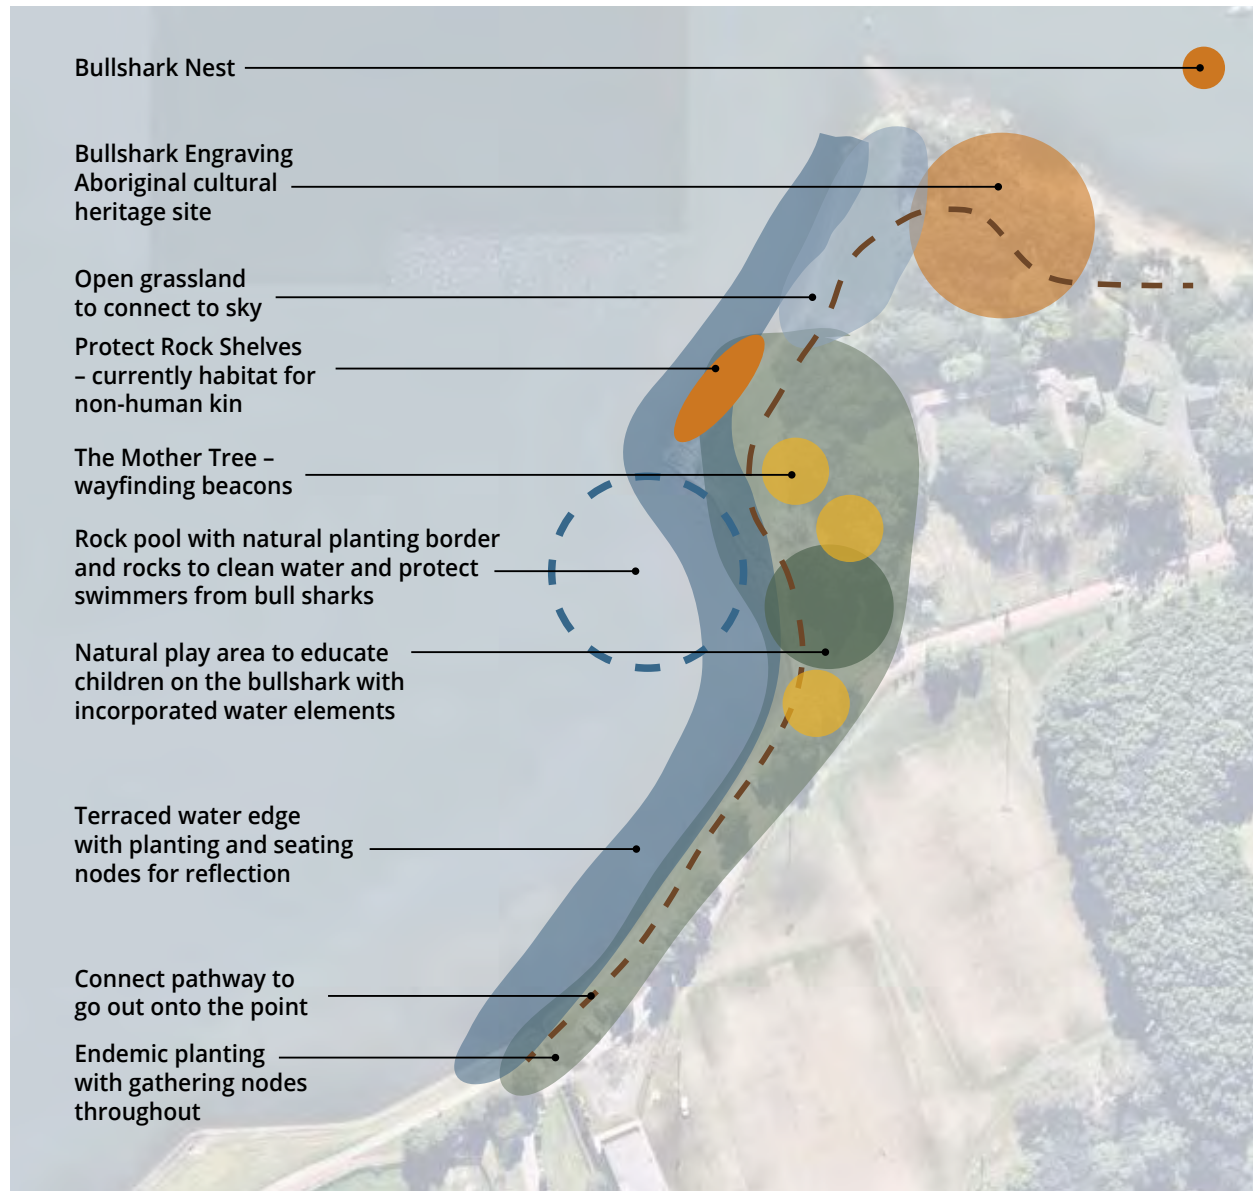 Bullshark Nest
Bullshark Engraving
Aboriginal cultural
heritage site
Open grassland
to connect to sky
Protect Rock Shelves
– currently habitat for
non-human kin
The Mother Tree –
wayfinding beacons
Rock pool with natural planting border
and rocks to clean water and protect
swimmers from bull sharks
Natural play area to educate
children on the bullshark with
incorporated water elements
Terraced water edge
with planting and seating
nodes for reflection
Connect pathway to
go out onto the point
Endemic planting
with gathering nodes
throughout